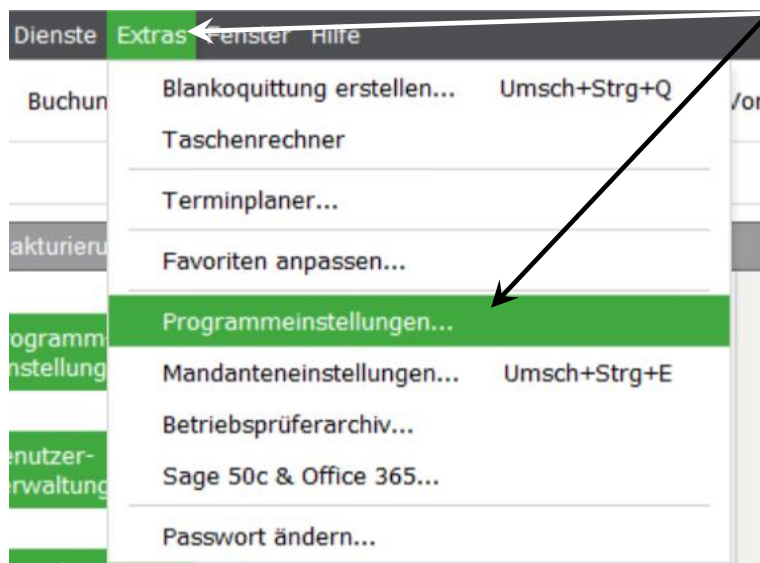 Dienste Extras Fenster Hilfe
Buchun
Blankoquittung erstellen... Umsch+Strg+Q
Taschenrechner
Terminplaner...
akturieru
Favoriten anpassen...
Programmeinstellungen...
ogramm-
nstellung
Mandanteneinstellungen... Umsch+Strg+E
Betriebsprüferarchiv...
enutzer-
erwaltung
Sage 50c & Office 365...
Passwort ändern...